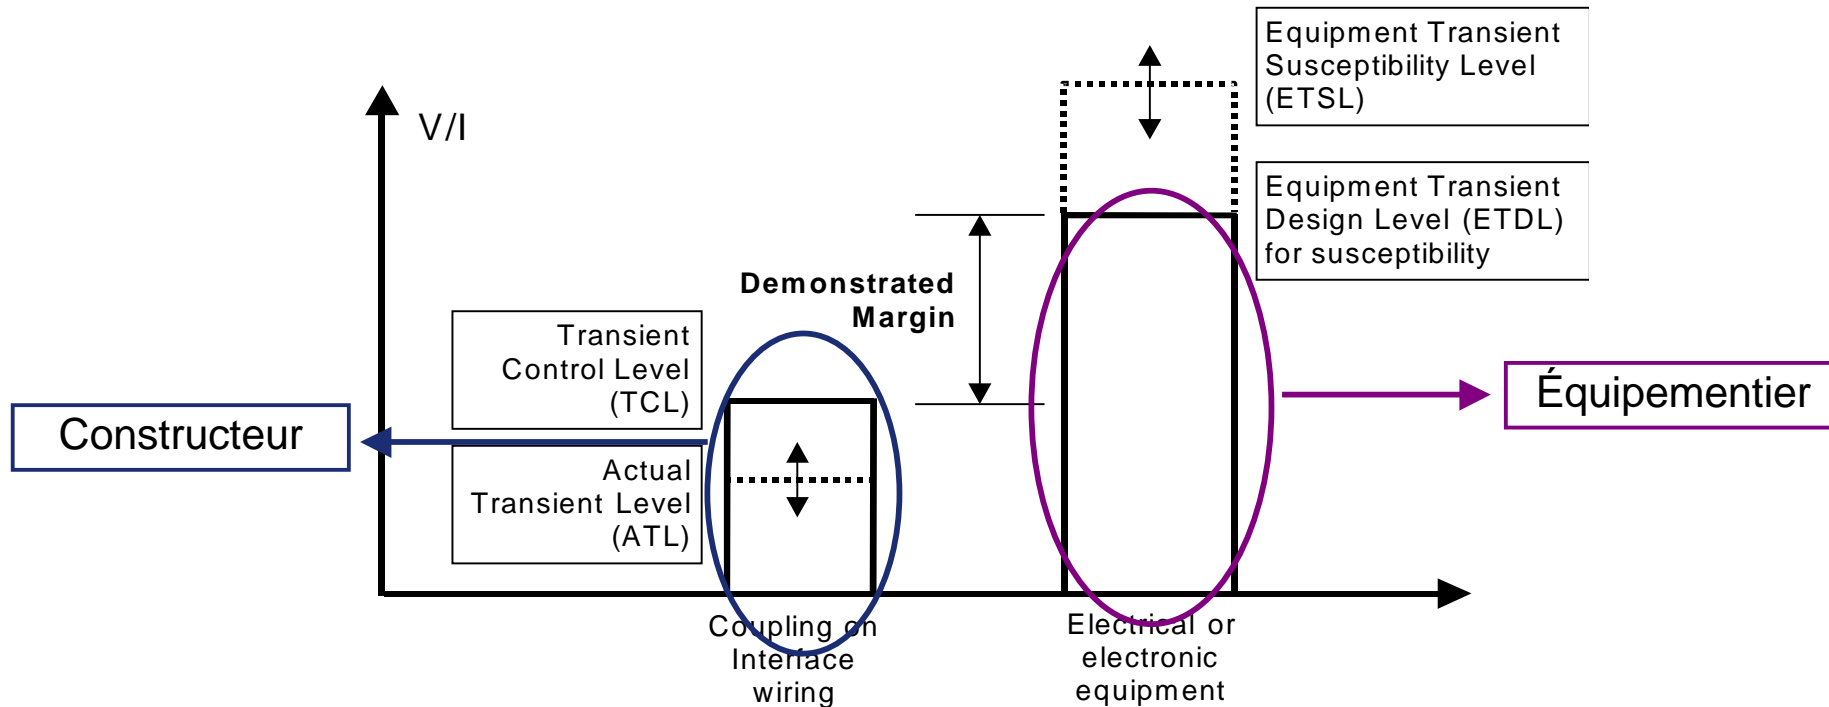 Equipment Transient
Susceptibility Level
(ETSL)
V/I
Equipment Transient
Design Level (ETDL)
for susceptibility
Demonstrated
Margin
Transient
Control Level
(TCL)
Équipementier
Constructeur
Actual
Transient Level
(ATL)
Coupling on
Interface
wiring
Electrical or
electronic
equipment